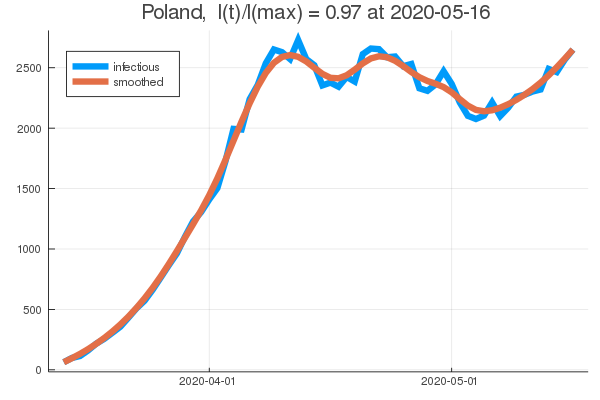 Poland, I(t)/I(max) = 0.97 at 2020-05-16
infectious
smoothed
2500
2000
1500
1000
500
0
2020-04-01 2020-05-01